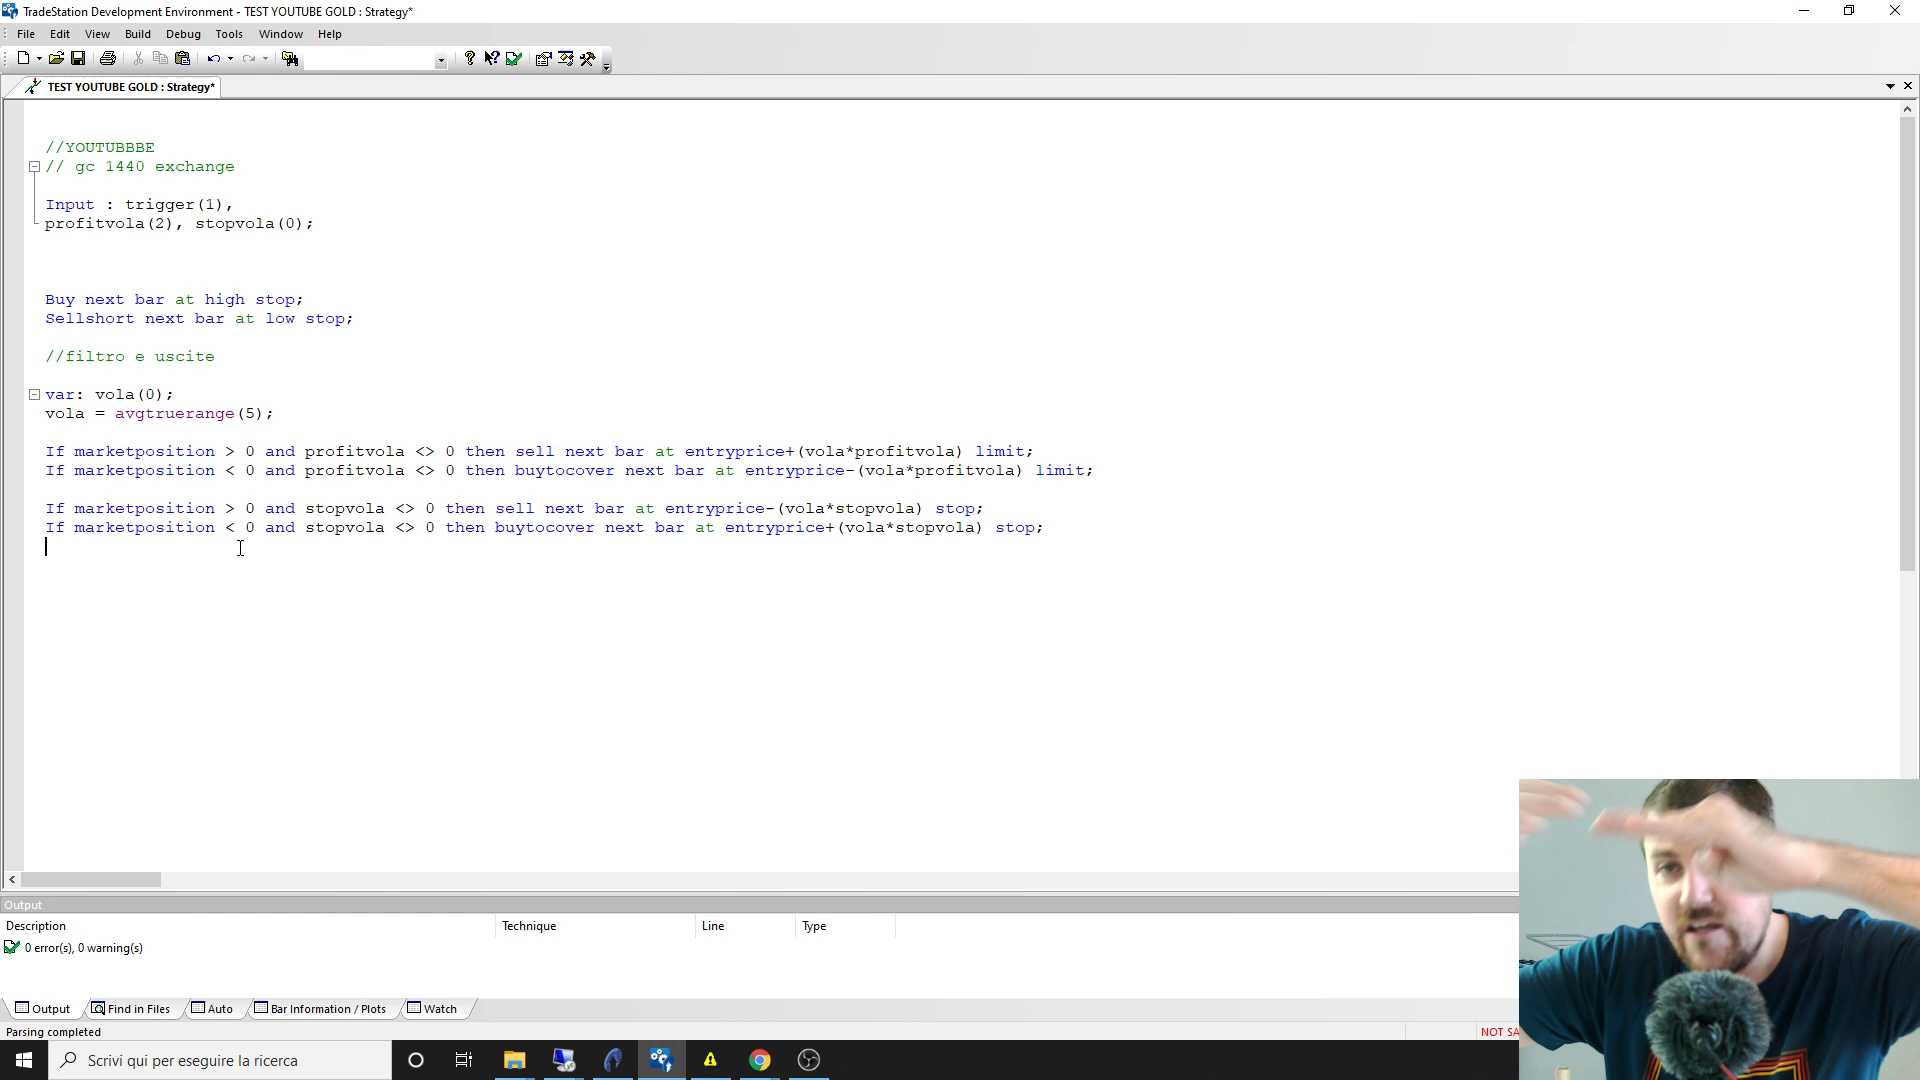 TradeStation Development Environment - TEST YOUTUBE GOLD : Strategy*
File Edit View Build Debug Tools Window Help
TEST YOUTUBE GOLD : Strategy*
//YOUTUBBBE
// gc 1440 exchange
Input : trigger(1),
profitvola(2), stopvola(0);
Buy next bar at high stop;
Sellshort next bar at low stop;
//filtro e uscite
var: vola(0);
vola = avgtruerange(5);
If marketposition > 0 and profitvola <> 0 then sell next bar at entryprice+(vola*profitvola) limit;
If marketposition < 0 and profitvola <> 0 then buytocover next bar at entryprice-(vola*profitvola) limit;
If marketposition > 0 and stopvola <> 0 then sell next bar at entryprice-(vola*stopvola) stop;
If marketposition < 0 and stopvola <> 0 then buytocover next bar at entryprice+(vola*stopvola) stop;
Output
Description Technique Line Type
0 error(s), 0 warning(s)
Output Find in Files Auto Bar Information / Plots Watch
Parsing completed NOT SA
Scrivi qui per eseguire la ricerca